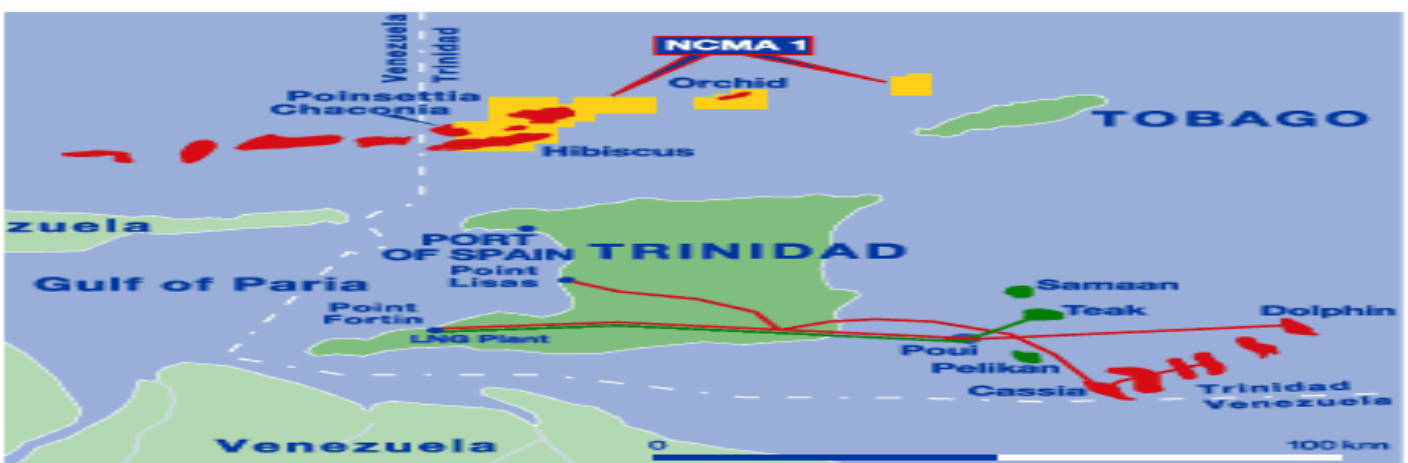 Venezuela
Trinidad
NCMA 1
Orchid
Poinsettia
Chaconia
TOBAGO
Hibiscus
zuela
PORT
OF SPAIN
TRINIDAD
Point
Lisas
Gulf of Paria
Samaan
Point
Fortin
Teak
Dolphin
LNG Plant
Poui
Pelikan
Cassia
Trinidad
Venezuela
Venezuela
0
100 km